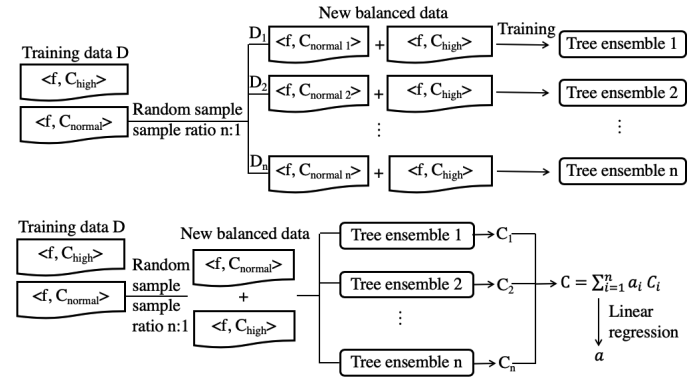 New balanced data
Training data D
<f, C_high>
<f, C_normal>
Random sample
sample ratio n:1
D_1 <f, C_normal 1> + <f, C_high> Training Tree ensemble 1
D_2 <f, C_normal 2> + <f, C_high> Tree ensemble 2
⋮ ⋮
D_n <f, C_normal n> + <f, C_high> Tree ensemble n
Training data D
<f, C_high>
<f, C_normal>
Random
sample
sample
ratio n:1
New balanced data
<f, C_normal>
+
<f, C_high>
Tree ensemble 1 C_1
Tree ensemble 2 C_2
⋮
Tree ensemble n C_n
C = ∑_{i=1}^{n} a_i C_i
Linear
regression
a